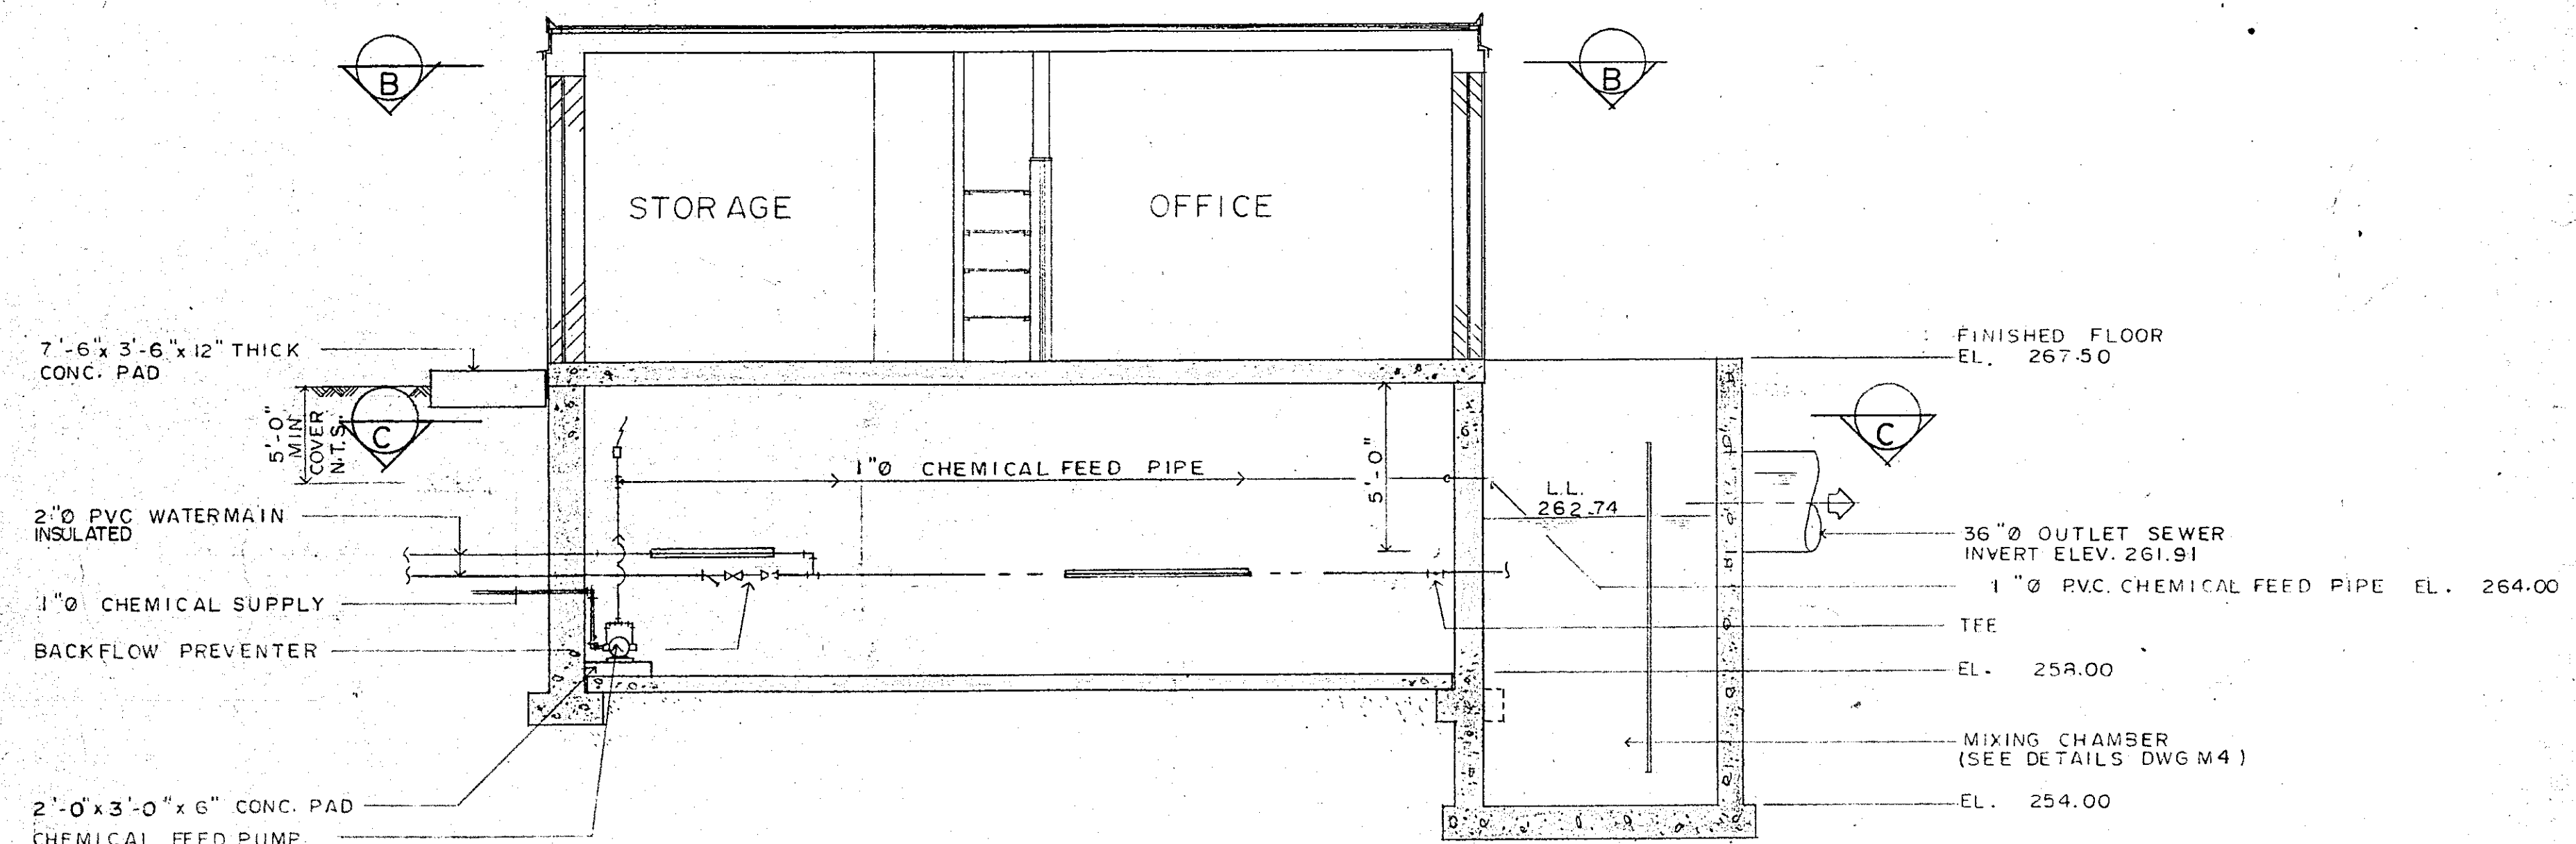 B
B
STORAGE
OFFICE
7'-6" x 3'-6" x 12" THICK
CONC. PAD
5'-0"
MIN
COVER
N.T.S.
C
2"Ø PVC WATERMAIN
INSULATED
1"Ø CHEMICAL SUPPLY
BACKFLOW PREVENTER
2'-0" x 3'-0" x 6" CONC. PAD
CHEMICAL FEED PUMP
1"Ø CHEMICAL FEED PIPE
5'-0"
L.L.
262.74
FINISHED FLOOR
EL. 267.50
C
36"Ø OUTLET SEWER
INVERT ELEV. 261.91
1"Ø P.V.C. CHEMICAL FEED PIPE EL. 264.00
TEE
EL. 258.00
MIXING CHAMBER
(SEE DETAILS DWG M4)
EL. 254.00